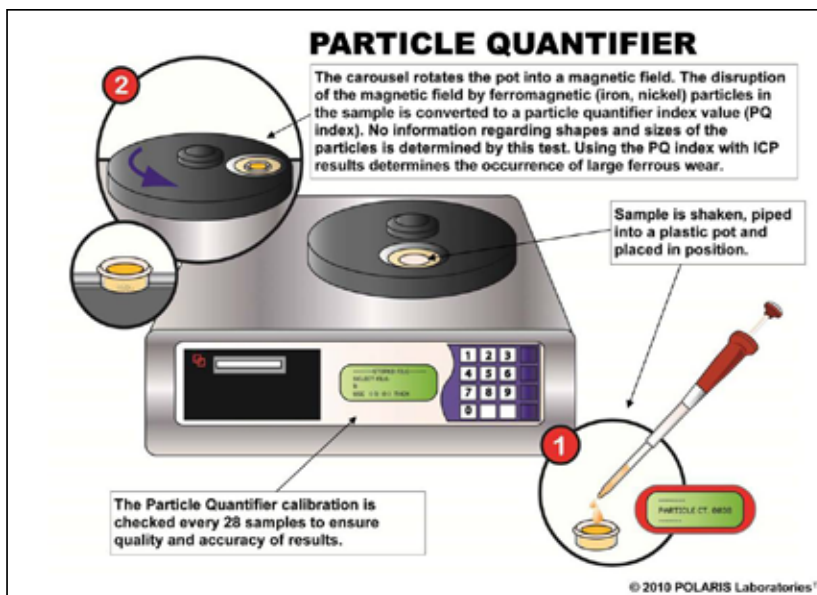 PARTICLE QUANTIFIER
2
The carousel rotates the pot into a magnetic field. The disruption
of the magnetic field by ferromagnetic (iron, nickel) particles in
the sample is converted to a particle quantifier index value (PQ
index). No information regarding shapes and sizes of the
particles is determined by this test. Using the PQ index with ICP
results determines the occurrence of large ferrous wear.
Sample is shaken, piped
into a plastic pot and
placed in position.
1 2 3
4 5 6
7 8 9
0
1
PARTICLE CT.
The Particle Quantifier calibration is
checked every 28 samples to ensure
quality and accuracy of results.
© 2010 POLARIS Laboratories